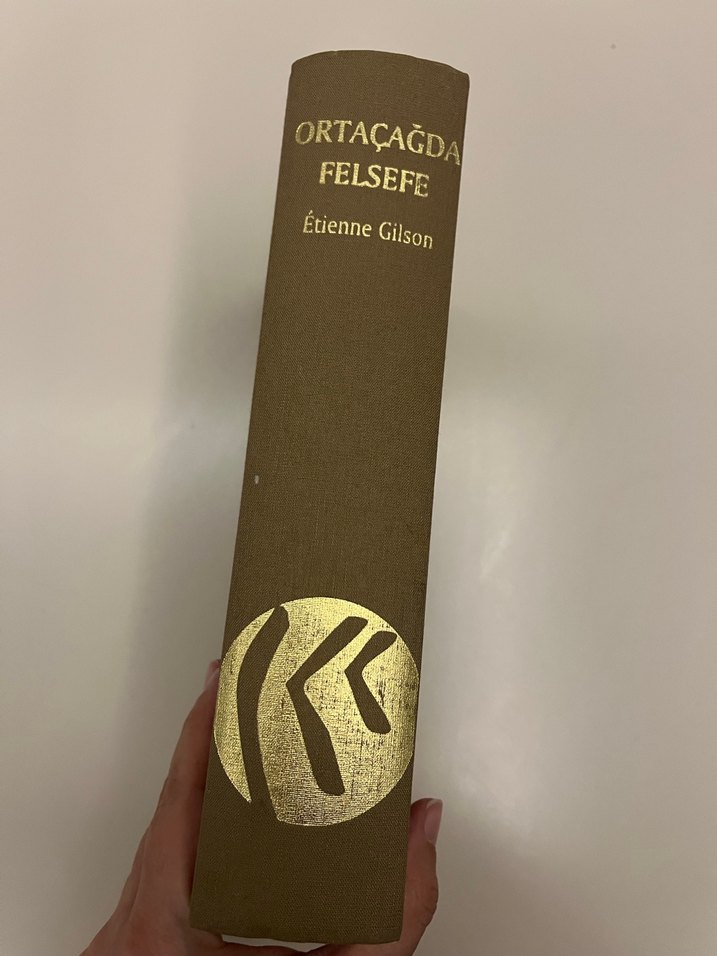 ORTAÇAĞDA
FELSEFE
Étienne Gilson